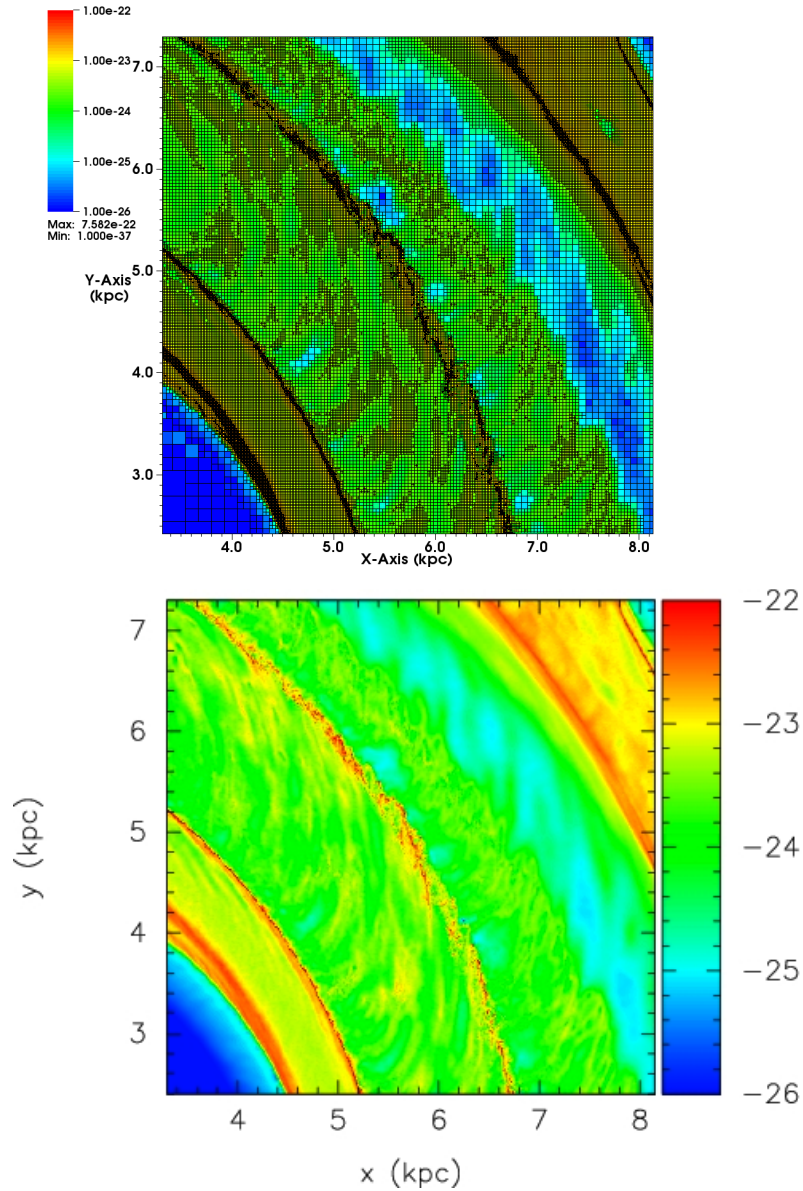 1.00e-22
1.00e-23
1.00e-24
1.00e-25
1.00e-26
Max: 7.582e-22
Min: 1.000e-37
Y-Axis
(kpc)
7.0
6.0
5.0
4.0
3.0
4.0 5.0 6.0 7.0 8.0
X-Axis (kpc)
7
6
5
4
3
y (kpc)
4 5 6 7 8
x (kpc)
−22
−23
−24
−25
−26